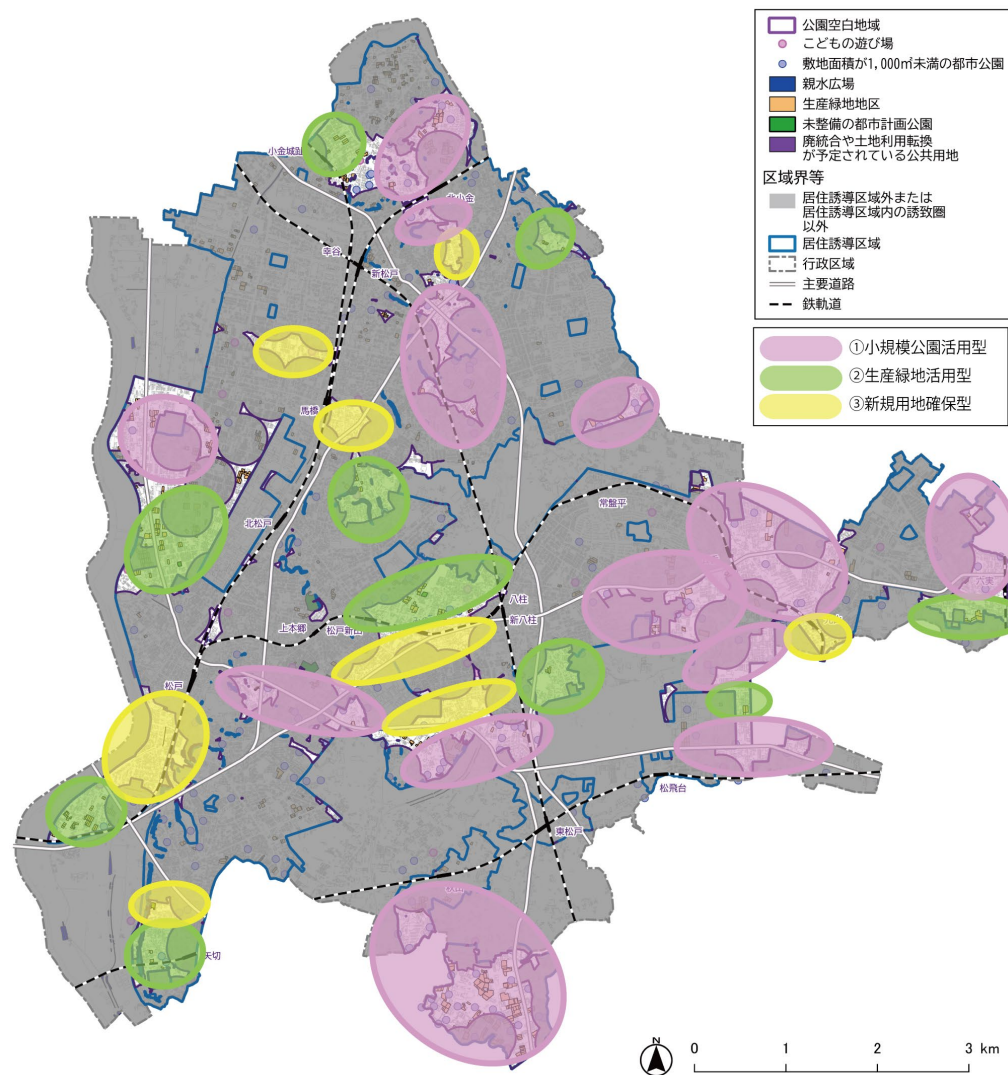 公園空白地域
こどもの遊び場
敷地面積が1,000㎡未満の都市公園
親水広場
生産緑地地区
未整備の都市計画公園
廃統合や土地利用転換
が予定されている公共用地
区域界等
居住誘導区域外または
居住誘導区域内の誘致圏
以外
居住誘導区域
行政区域
主要道路
鉄軌道
①小規模公園活用型
②生産緑地活用型
③新規用地確保型
小金城趾
北小金
幸谷
新松戸
馬橋
常盤平
北松戸
八柱
上本郷
松戸新田
新八柱
松戸
松飛台
東松戸
矢切
N
0
1
2
3 km